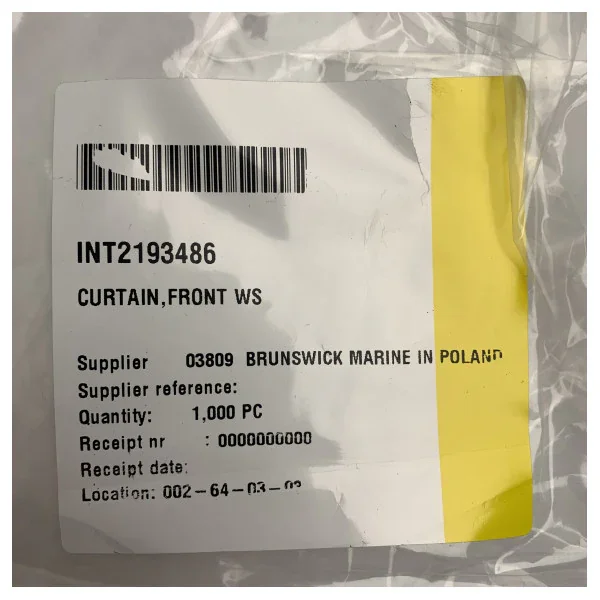 INT2193486
CURTAIN,FRONT WS
Supplier 03809 BRUNSWICK MARINE IN POLAND
Supplier reference:
Quantity: 1,000 PC
Receipt nr : 0000000000
Receipt date:
Location: 002-64-03-03